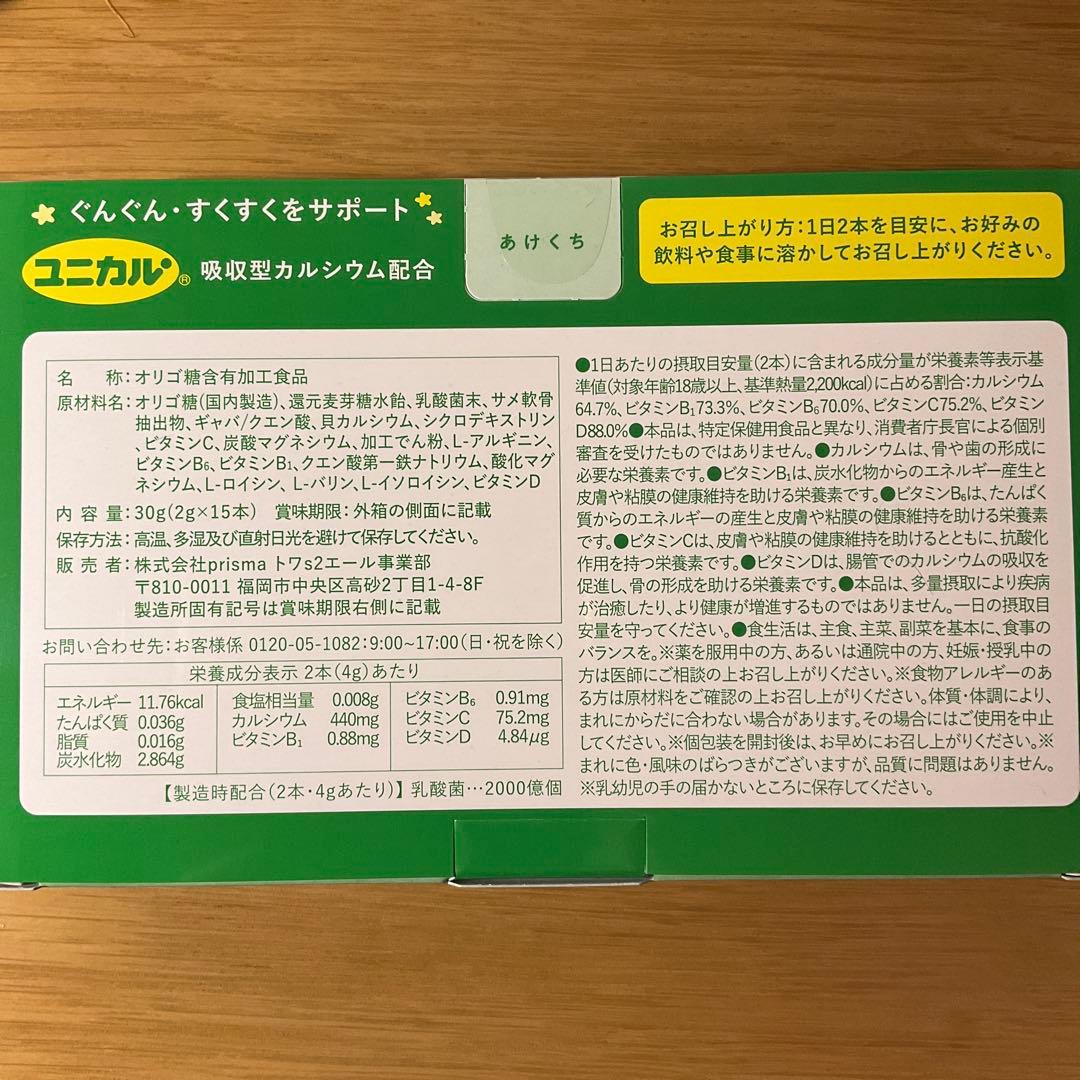 ぐんぐん・すくすくをサポート
ユニカル® 吸収型カルシウム配合
あけくち
お召し上がり方：1日2本を目安に、お好みの
飲料や食事に溶かしてお召し上がりください。
名　　称：オリゴ糖含有加工食品
原材料名：オリゴ糖(国内製造)、還元麦芽糖水飴、乳酸菌末、サメ軟骨
抽出物、ギャバ/クエン酸、貝カルシウム、シクロデキストリン
、ビタミンC、炭酸マグネシウム、加工でん粉、L-アルギニン、
ビタミンB₆、ビタミンB₁、クエン酸第一鉄ナトリウム、酸化マグ
ネシウム、L-ロイシン、L-バリン、L-イソロイシン、ビタミンD
内 容 量：30g(2g×15本)　賞味期限：外箱の側面に記載
保存方法：高温、多湿及び直射日光を避けて保存してください。
販 売 者：株式会社prisma トワs2エール事業部
〒810-0011 福岡市中央区高砂2丁目1-4-8F
製造所固有記号は賞味期限右側に記載
お問い合わせ先：お客様係 0120-05-1082：9:00~17:00(日・祝を除く)
栄養成分表示 2本(4g)あたり
エネルギー 11.76kcal
たんぱく質 0.036g
脂質 0.016g
炭水化物 2.864g
食塩相当量 0.008g
カルシウム 440mg
ビタミンB₁ 0.88mg
ビタミンB₆ 0.91mg
ビタミンC 75.2mg
ビタミンD 4.84μg
【製造時配合(2本・4gあたり)】乳酸菌…2000億個
●1日あたりの摂取目安量(2本)に含まれる成分量が栄養素等表示基
準値(対象年齢18歳以上、基準熱量2,200kcal)に占める割合：カルシウム
64.7%、ビタミンB₁73.3%、ビタミンB₆70.0%、ビタミンC75.2%、ビタミン
D88.0%●本品は、特定保健用食品と異なり、消費者庁長官による個別
審査を受けたものではありません。●カルシウムは、骨や歯の形成に
必要な栄養素です。●ビタミンB₁は、炭水化物からのエネルギー産生と
皮膚や粘膜の健康維持を助ける栄養素です。●ビタミンB₆は、たんぱく
質からのエネルギーの産生と皮膚や粘膜の健康維持を助ける栄養素
です。●ビタミンCは、皮膚や粘膜の健康維持を助けるとともに、抗酸化
作用を持つ栄養素です。●ビタミンDは、腸管でのカルシウムの吸収を
促進し、骨の形成を助ける栄養素です。●本品は、多量摂取により疾病
が治癒したり、より健康が増進するものではありません。一日の摂取目
安量を守ってください。●食生活は、主食、主菜、副菜を基本に、食事の
バランスを。※薬を服用中の方、あるいは通院中の方、妊娠・授乳中の
方は医師にご相談の上お召し上がりください。※食物アレルギーのあ
る方は原材料をご確認の上お召し上がりください。体質・体調により、
まれにからだに合わない場合があります。その場合にはご使用を中止
してください。※個包装を開封後は、お早めにお召し上がりください。※
まれに色・風味のばらつきがございますが、品質に問題はありません。
※乳幼児の手の届かないところに保存してください。